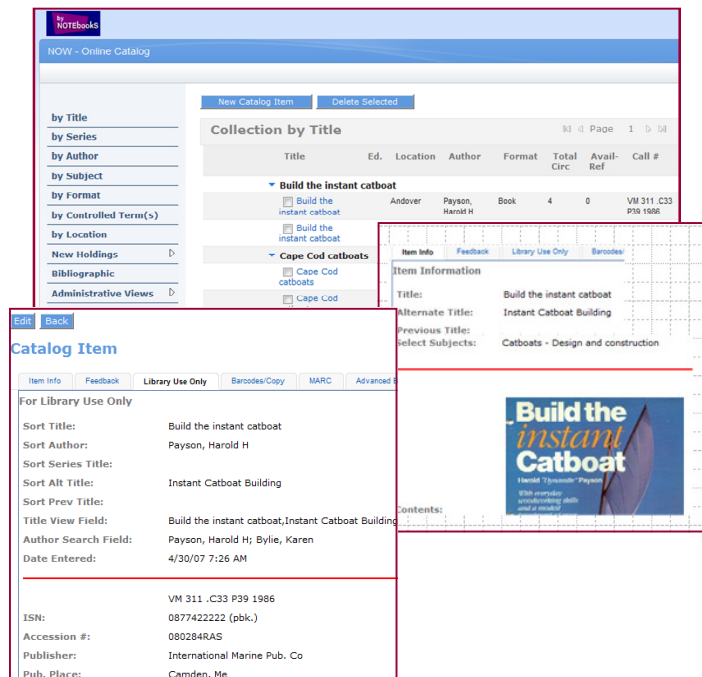 by
NOTEbookS
NOW - Online Catalog
New Catalog Item Delete Selected
by Title
by Series
by Author
by Subject
by Format
by Controlled Term(s)
by Location
New Holdings
Bibliographic
Administrative Views
Collection by Title
Page 1
Title Ed. Location Author Format Total Circ Avail-Ref Call #
Build the instant catboat
Build the instant catboat Andover Payson, Harold H Book 4 0 VM 311 .C33 P39 1986
Build the
instant catboat
Cape Cod catboats
Cape Cod
catboats
Cape Cod
Item Info Feedback Library Use Only Barcodes/
Item Information
Title: Build the instant catboat
Alternate Title: Instant Catboat Building
Previous Title:
Select Subjects: Catboats - Design and construction
Build the
instant
Catboat
Harold "Dynamite" Payson
With everyday
woodworking skills
and a modest
Contents:
Edit Back
Catalog Item
Item Info Feedback Library Use Only Barcodes/Copy MARC Advanced
For Library Use Only
Sort Title: Build the instant catboat
Sort Author: Payson, Harold H
Sort Series Title:
Sort Alt Title: Instant Catboat Building
Sort Prev Title:
Title View Field: Build the instant catboat,Instant Catboat Building
Author Search Field: Payson, Harold H; Bylie, Karen
Date Entered: 4/30/07 7:26 AM
VM 311 .C33 P39 1986
ISN: 0877422222 (pbk.)
Accession #: 080284RAS
Publisher: International Marine Pub. Co
Pub. Place: Camden, Me